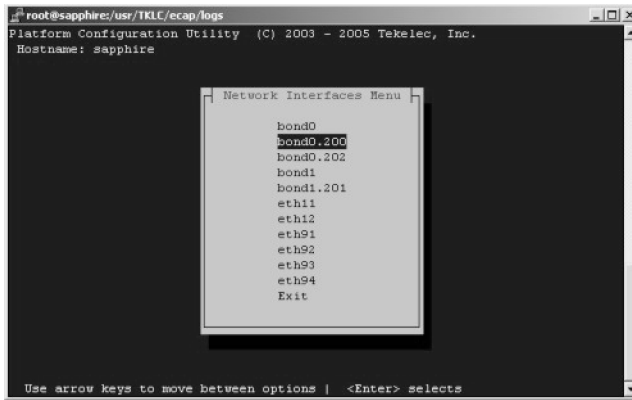 root@sapphire:/usr/TKLC/ecap/logs
Platform Configuration Utility (C) 2003 - 2005 Tekelec, Inc.
Hostname: sapphire
Network Interfaces Menu
bond0
bond0.200
bond0.202
bond1
bond1.201
eth11
eth12
eth91
eth92
eth93
eth94
Exit
Use arrow keys to move between options | <Enter> selects